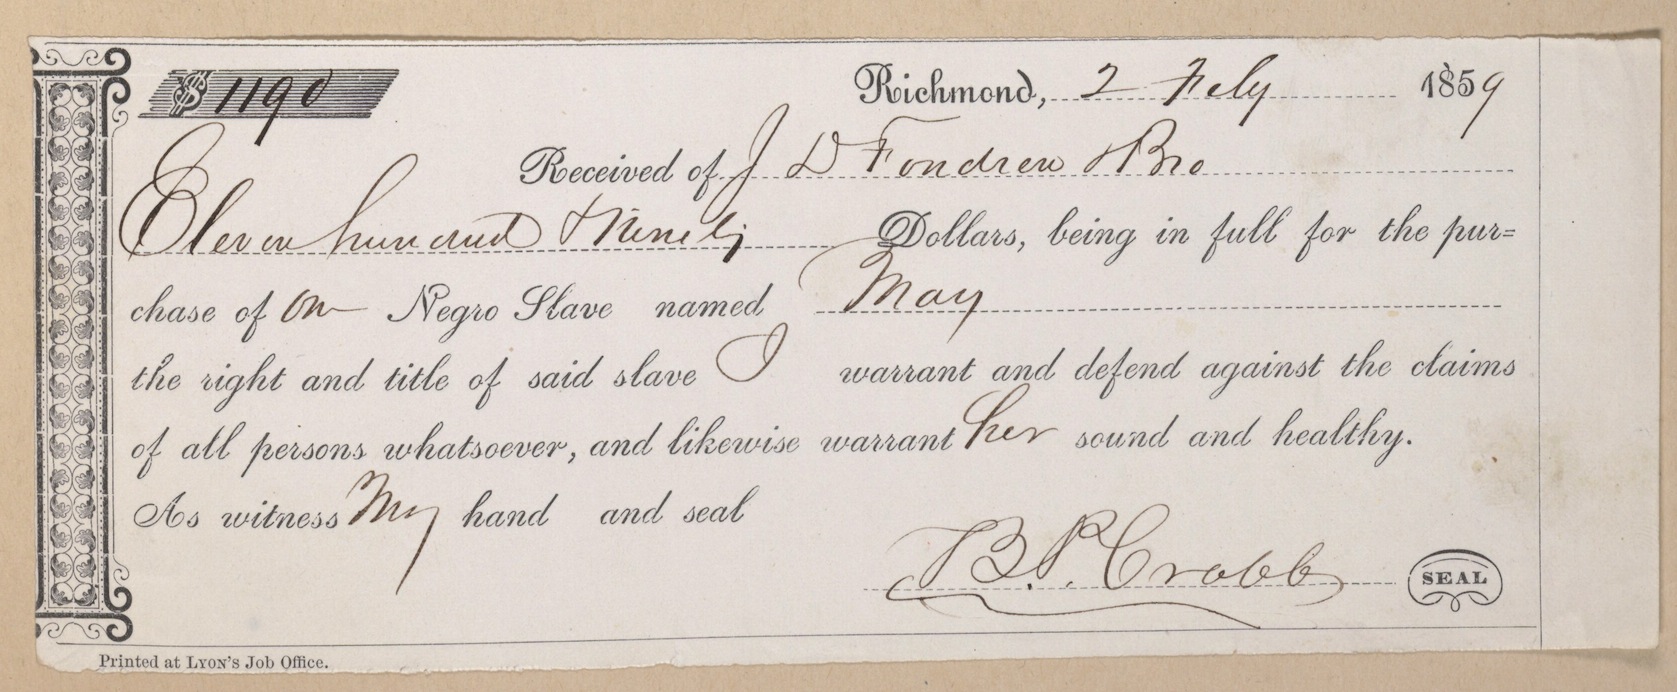 $ 1190
Richmond, 2 Feby 1859
Received of J D Fondren & Bro
Eleven hundred & Ninety Dollars, being in full for the pur=
chase of one Negro Slave named May
the right and title of said slave I warrant and defend against the claims
of all persons whatsoever, and likewise warrant her sound and healthy.
As witness My hand and seal
B. P. Crabb SEAL
Printed at LYON'S Job Office.